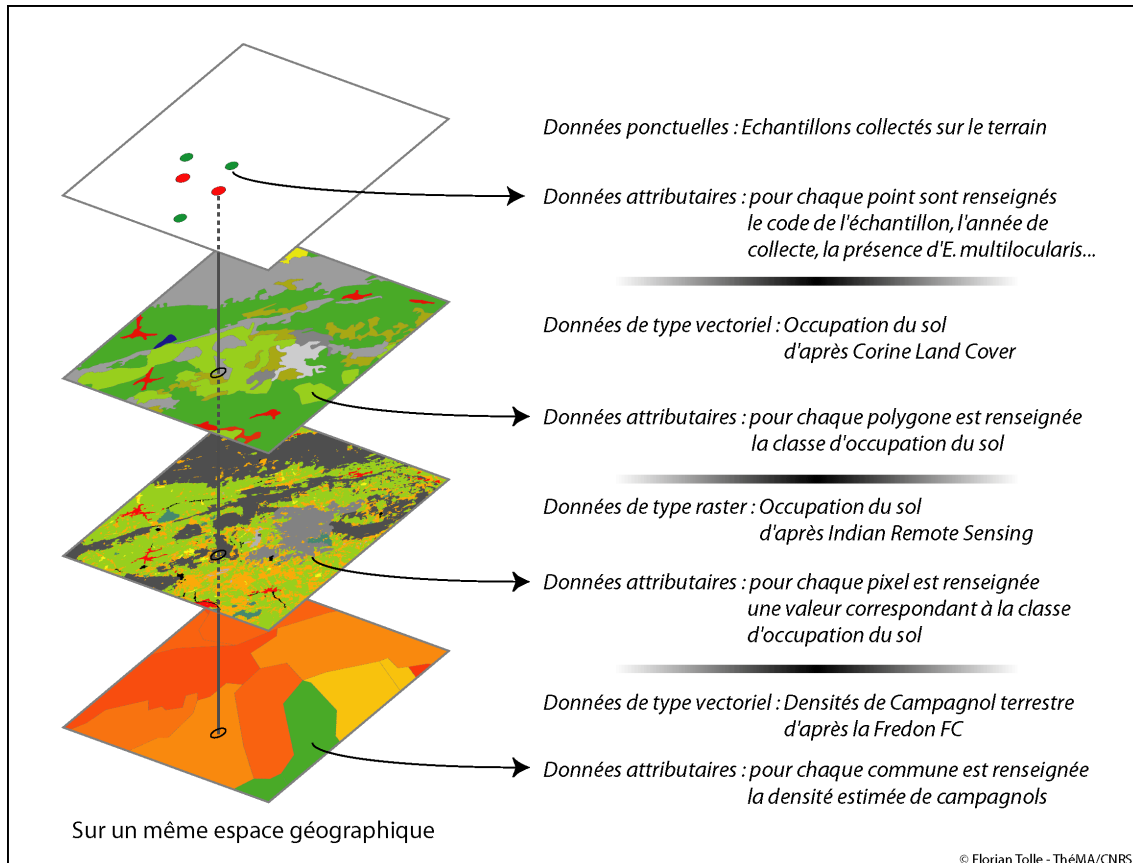 Données ponctuelles : Echantillons collectés sur le terrain
Données attributaires : pour chaque point sont renseignés
le code de l'échantillon, l'année de
collecte, la présence d'E. multilocularis...
Données de type vectoriel : Occupation du sol
d'après Corine Land Cover
Données attributaires : pour chaque polygone est renseignée
la classe d'occupation du sol
Données de type raster : Occupation du sol
d'après Indian Remote Sensing
Données attributaires : pour chaque pixel est renseignée
une valeur correspondant à la classe
d'occupation du sol
Données de type vectoriel : Densités de Campagnol terrestre
d'après la Fredon FC
Données attributaires : pour chaque commune est renseignée
la densité estimée de campagnols
Sur un même espace géographique
© Florian Tolle - ThéMA/CNRS